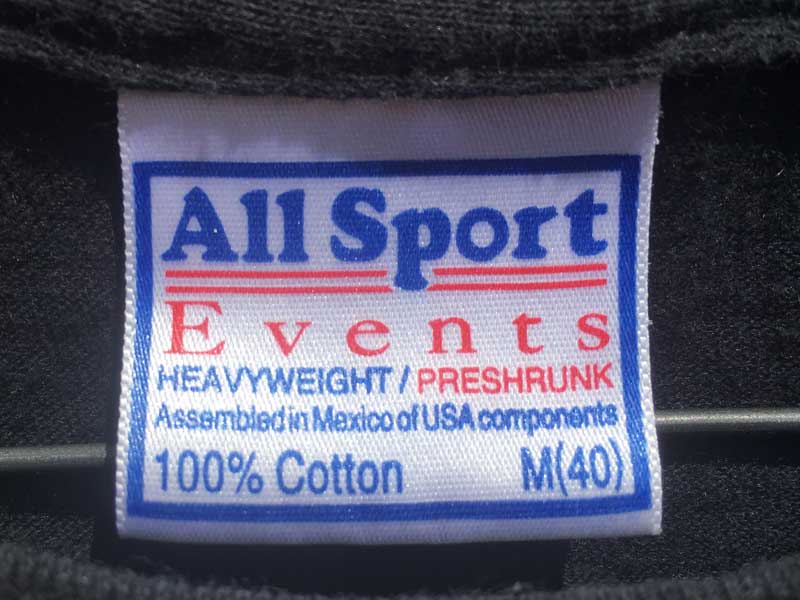 All Sport
Events
HEAVYWEIGHT / PRESHRUNK
Assembled in Mexico of USA components
100% Cotton M(40)